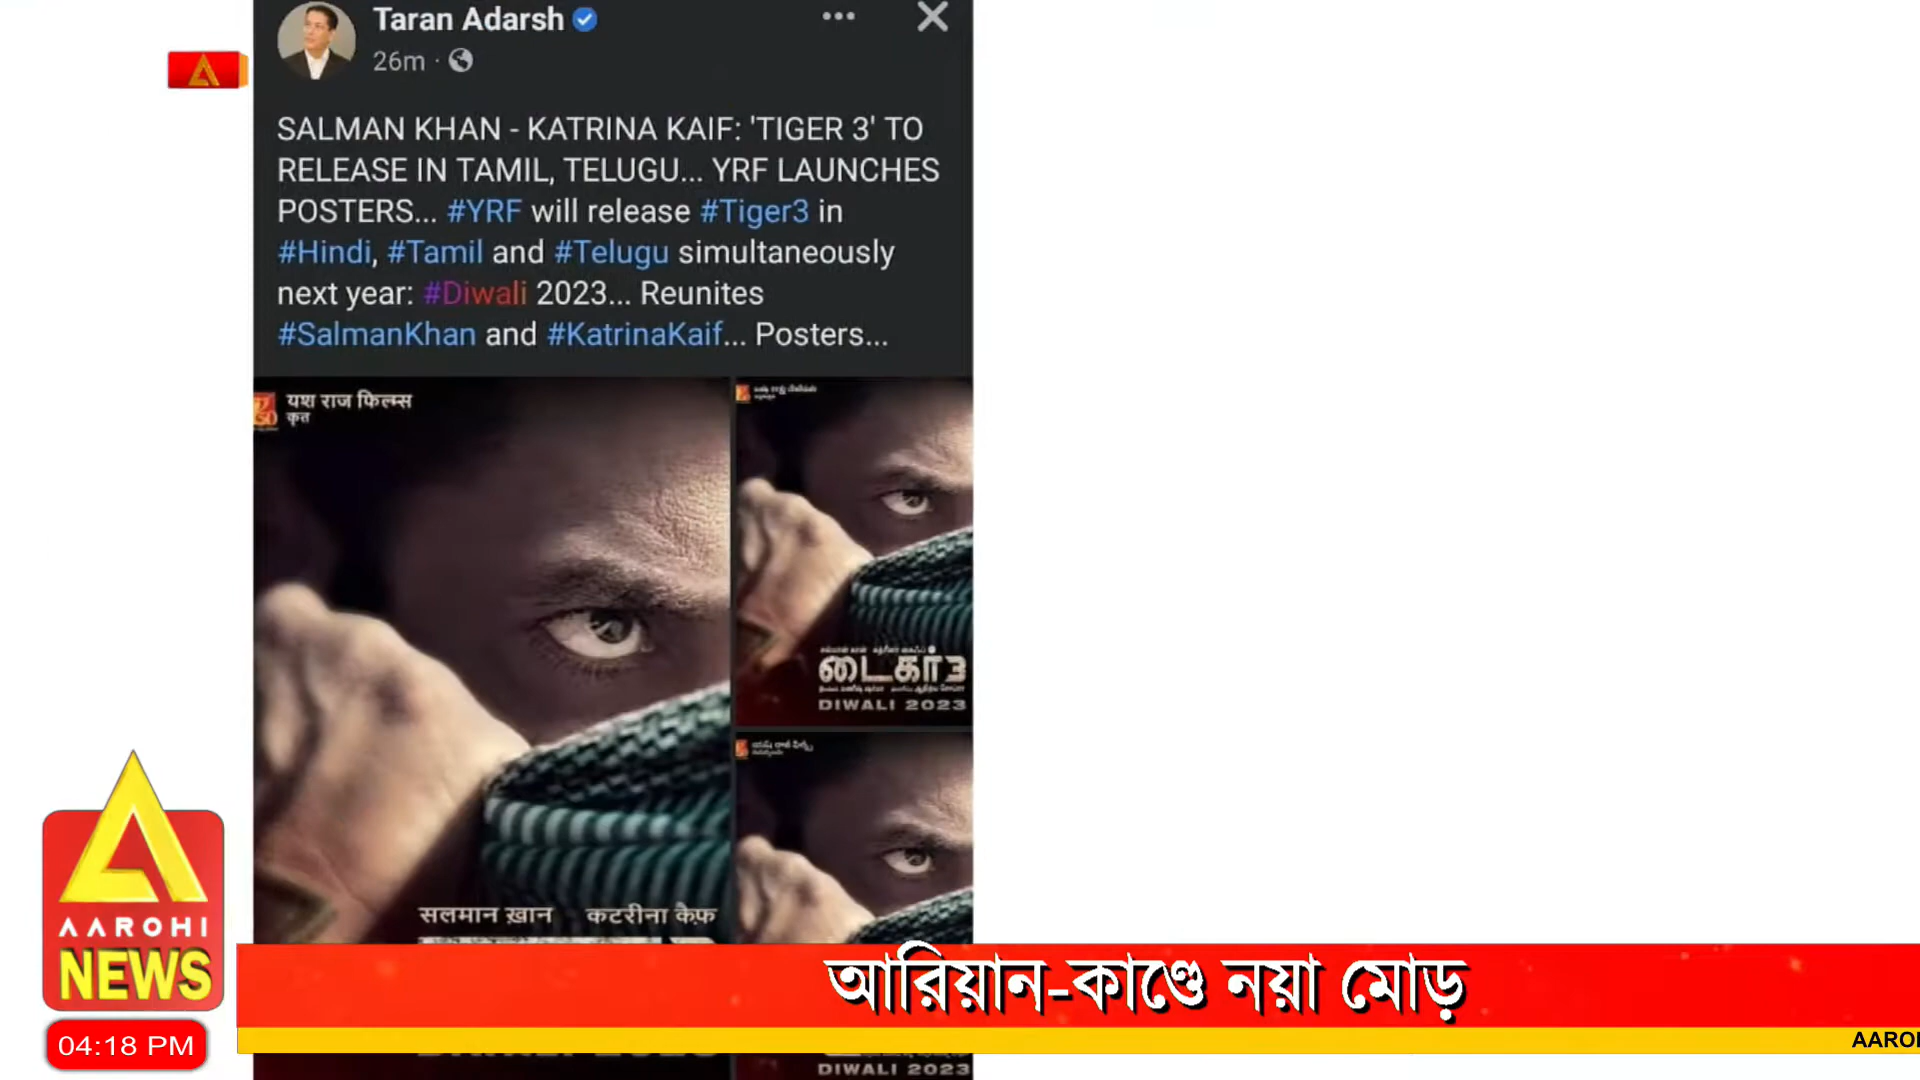 Taran Adarsh
26m
SALMAN KHAN - KATRINA KAIF: 'TIGER 3' TO
RELEASE IN TAMIL, TELUGU... YRF LAUNCHES
POSTERS... #YRF will release #Tiger3 in
#Hindi, #Tamil and #Telugu simultaneously
next year: #Diwali 2023... Reunites
#SalmanKhan and #KatrinaKaif... Posters...
यश राज फिल्म्स
कृत
டைகர் 3
DIWALI 2023
सलमान ख़ान कटरीना कैफ़
AAROHI
NEWS
04:18 PM
আরিয়ান-কাণ্ডে নয়া মোড়
DIWALI 2023